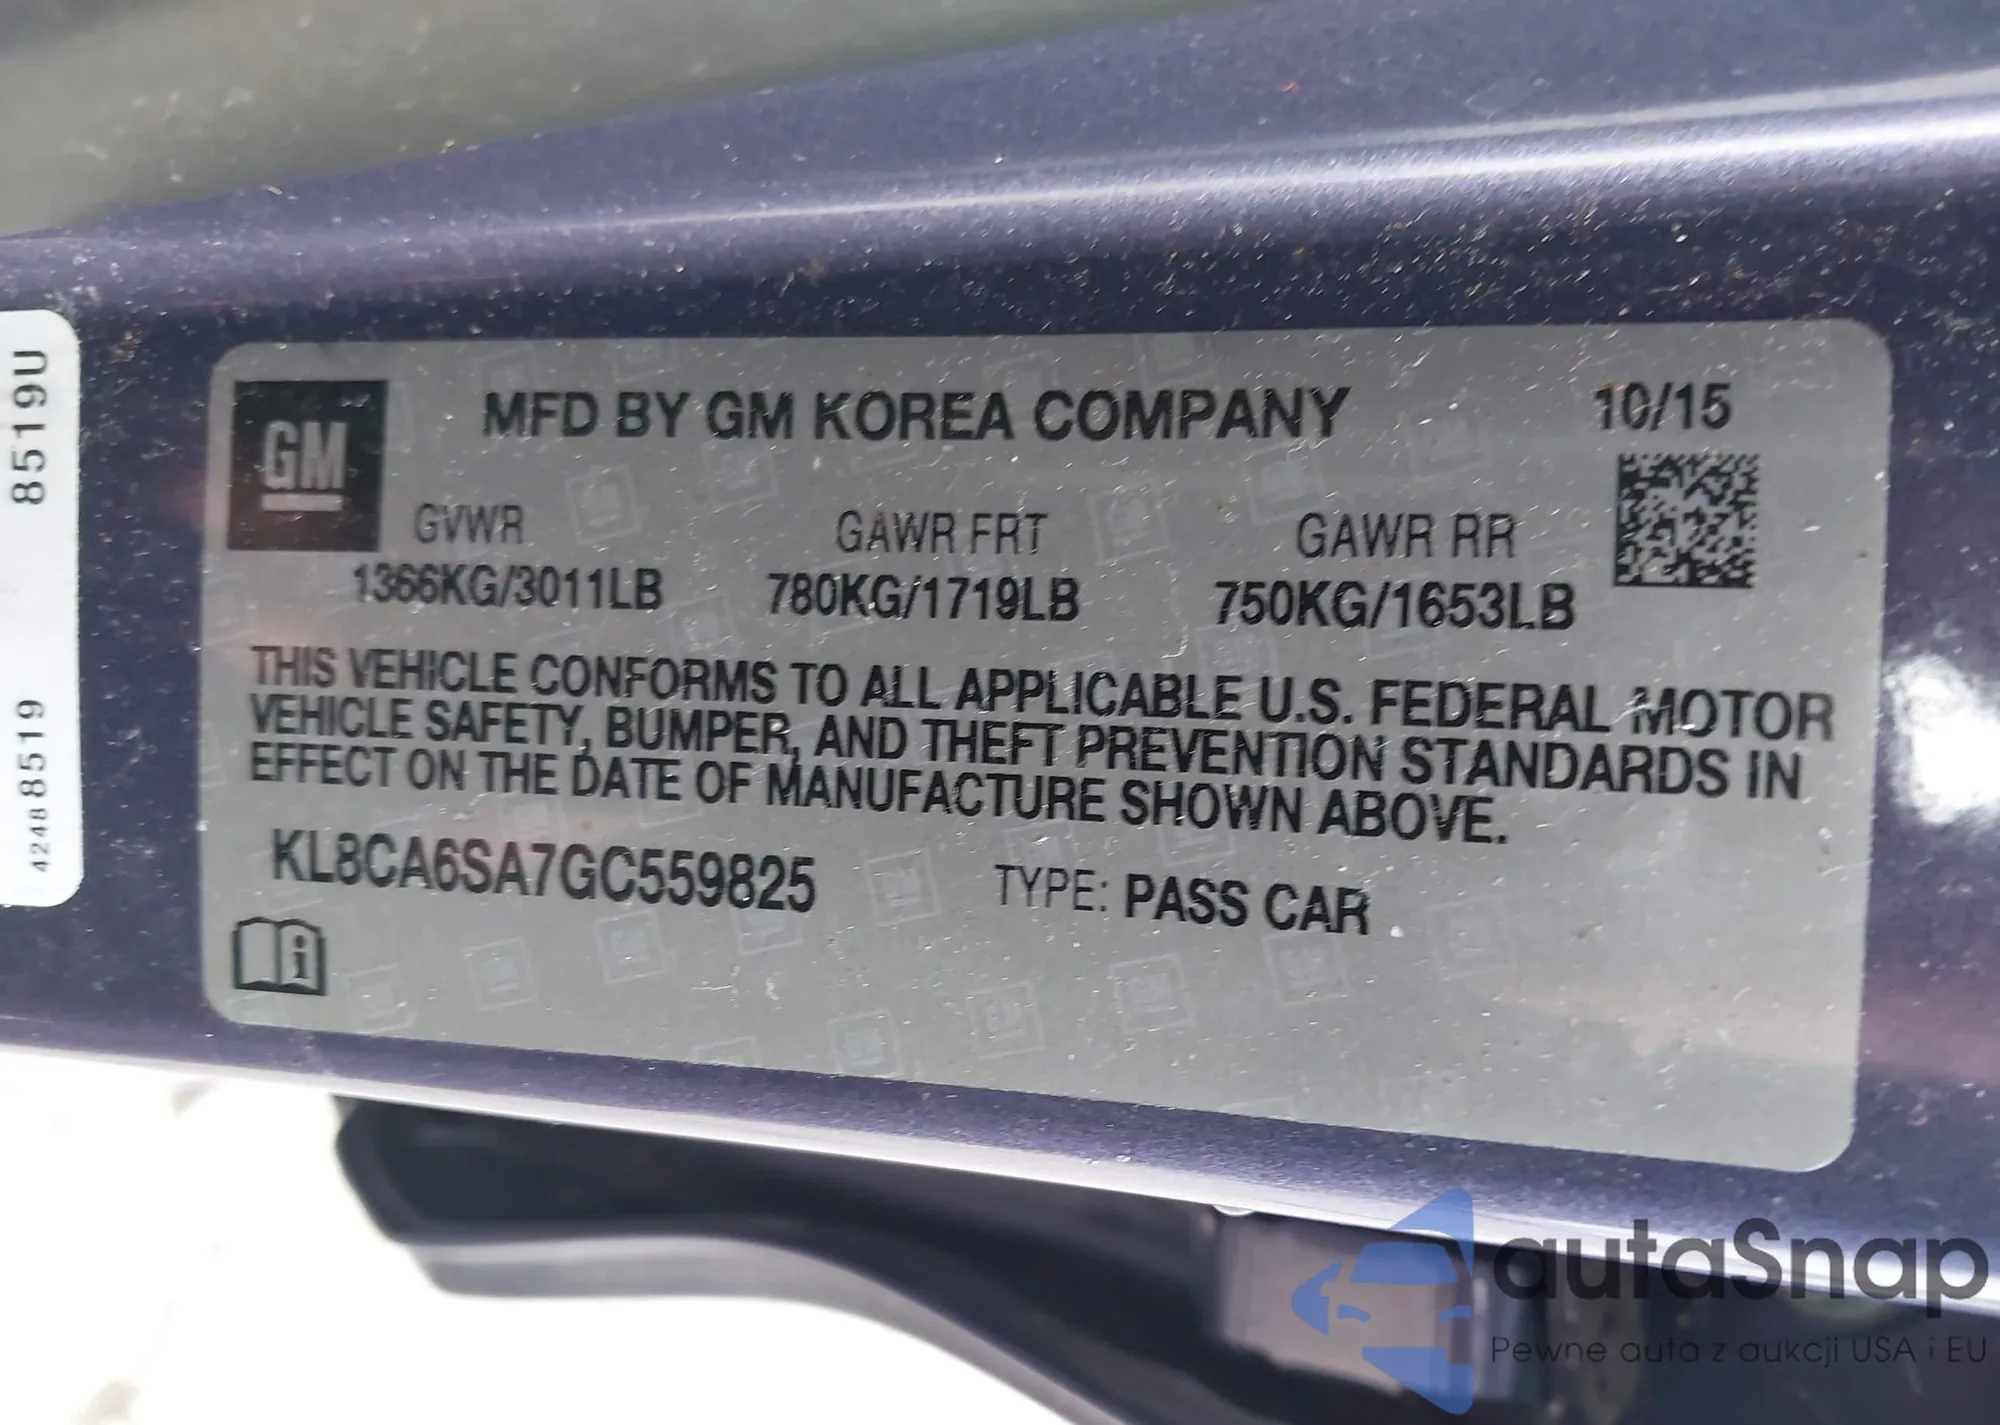 8519U
42488519
GM
MFD BY GM KOREA COMPANY
10/15
GVWR
GAWR FRT
GAWR RR
1366KG/3011LB
780KG/1719LB
750KG/1653LB
THIS VEHICLE CONFORMS TO ALL APPLICABLE U.S. FEDERAL MOTOR
VEHICLE SAFETY, BUMPER, AND THEFT PREVENTION STANDARDS IN
EFFECT ON THE DATE OF MANUFACTURE SHOWN ABOVE.
KL8CA6SA7GC559825
TYPE: PASS CAR
i
autaSnap
Pewne auta z aukcji USA i EU